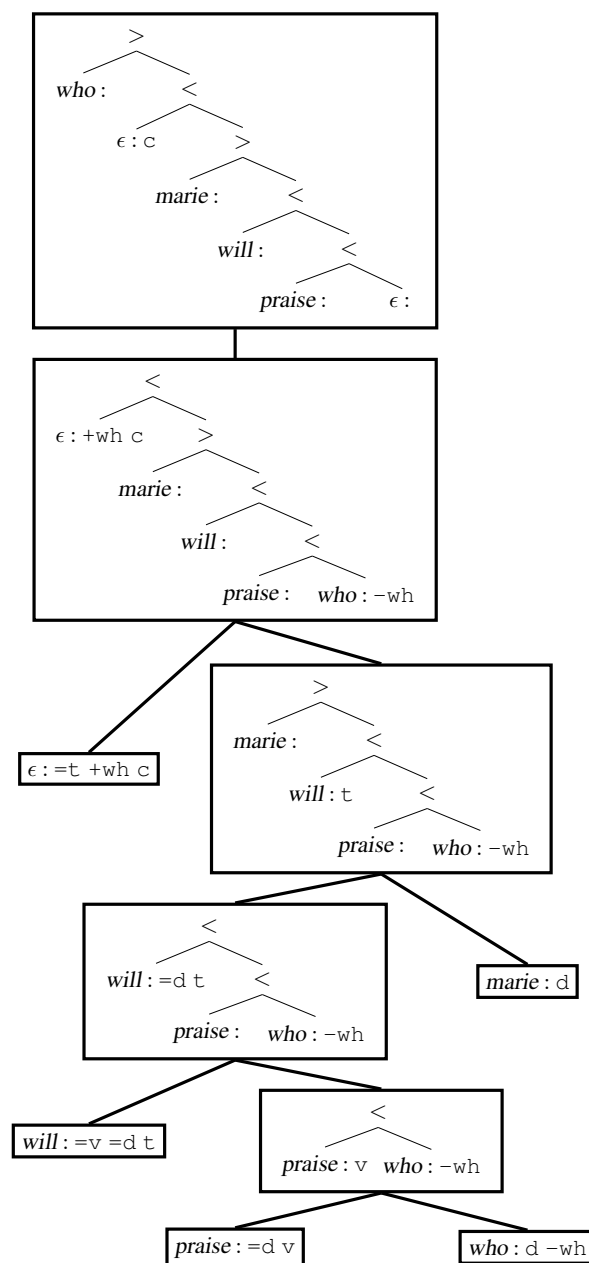 >
who :
<
ϵ : c
>
marie :
<
will :
<
praise : ϵ :
<
ϵ : +wh c
>
marie :
<
will :
<
praise : who : -wh
>
marie :
<
ϵ : =t +wh c
will : t
<
praise : who : -wh
<
will : =d t
<
marie : d
praise : who : -wh
<
will : =v =d t
praise : v who : -wh
praise : =d v who : d -wh